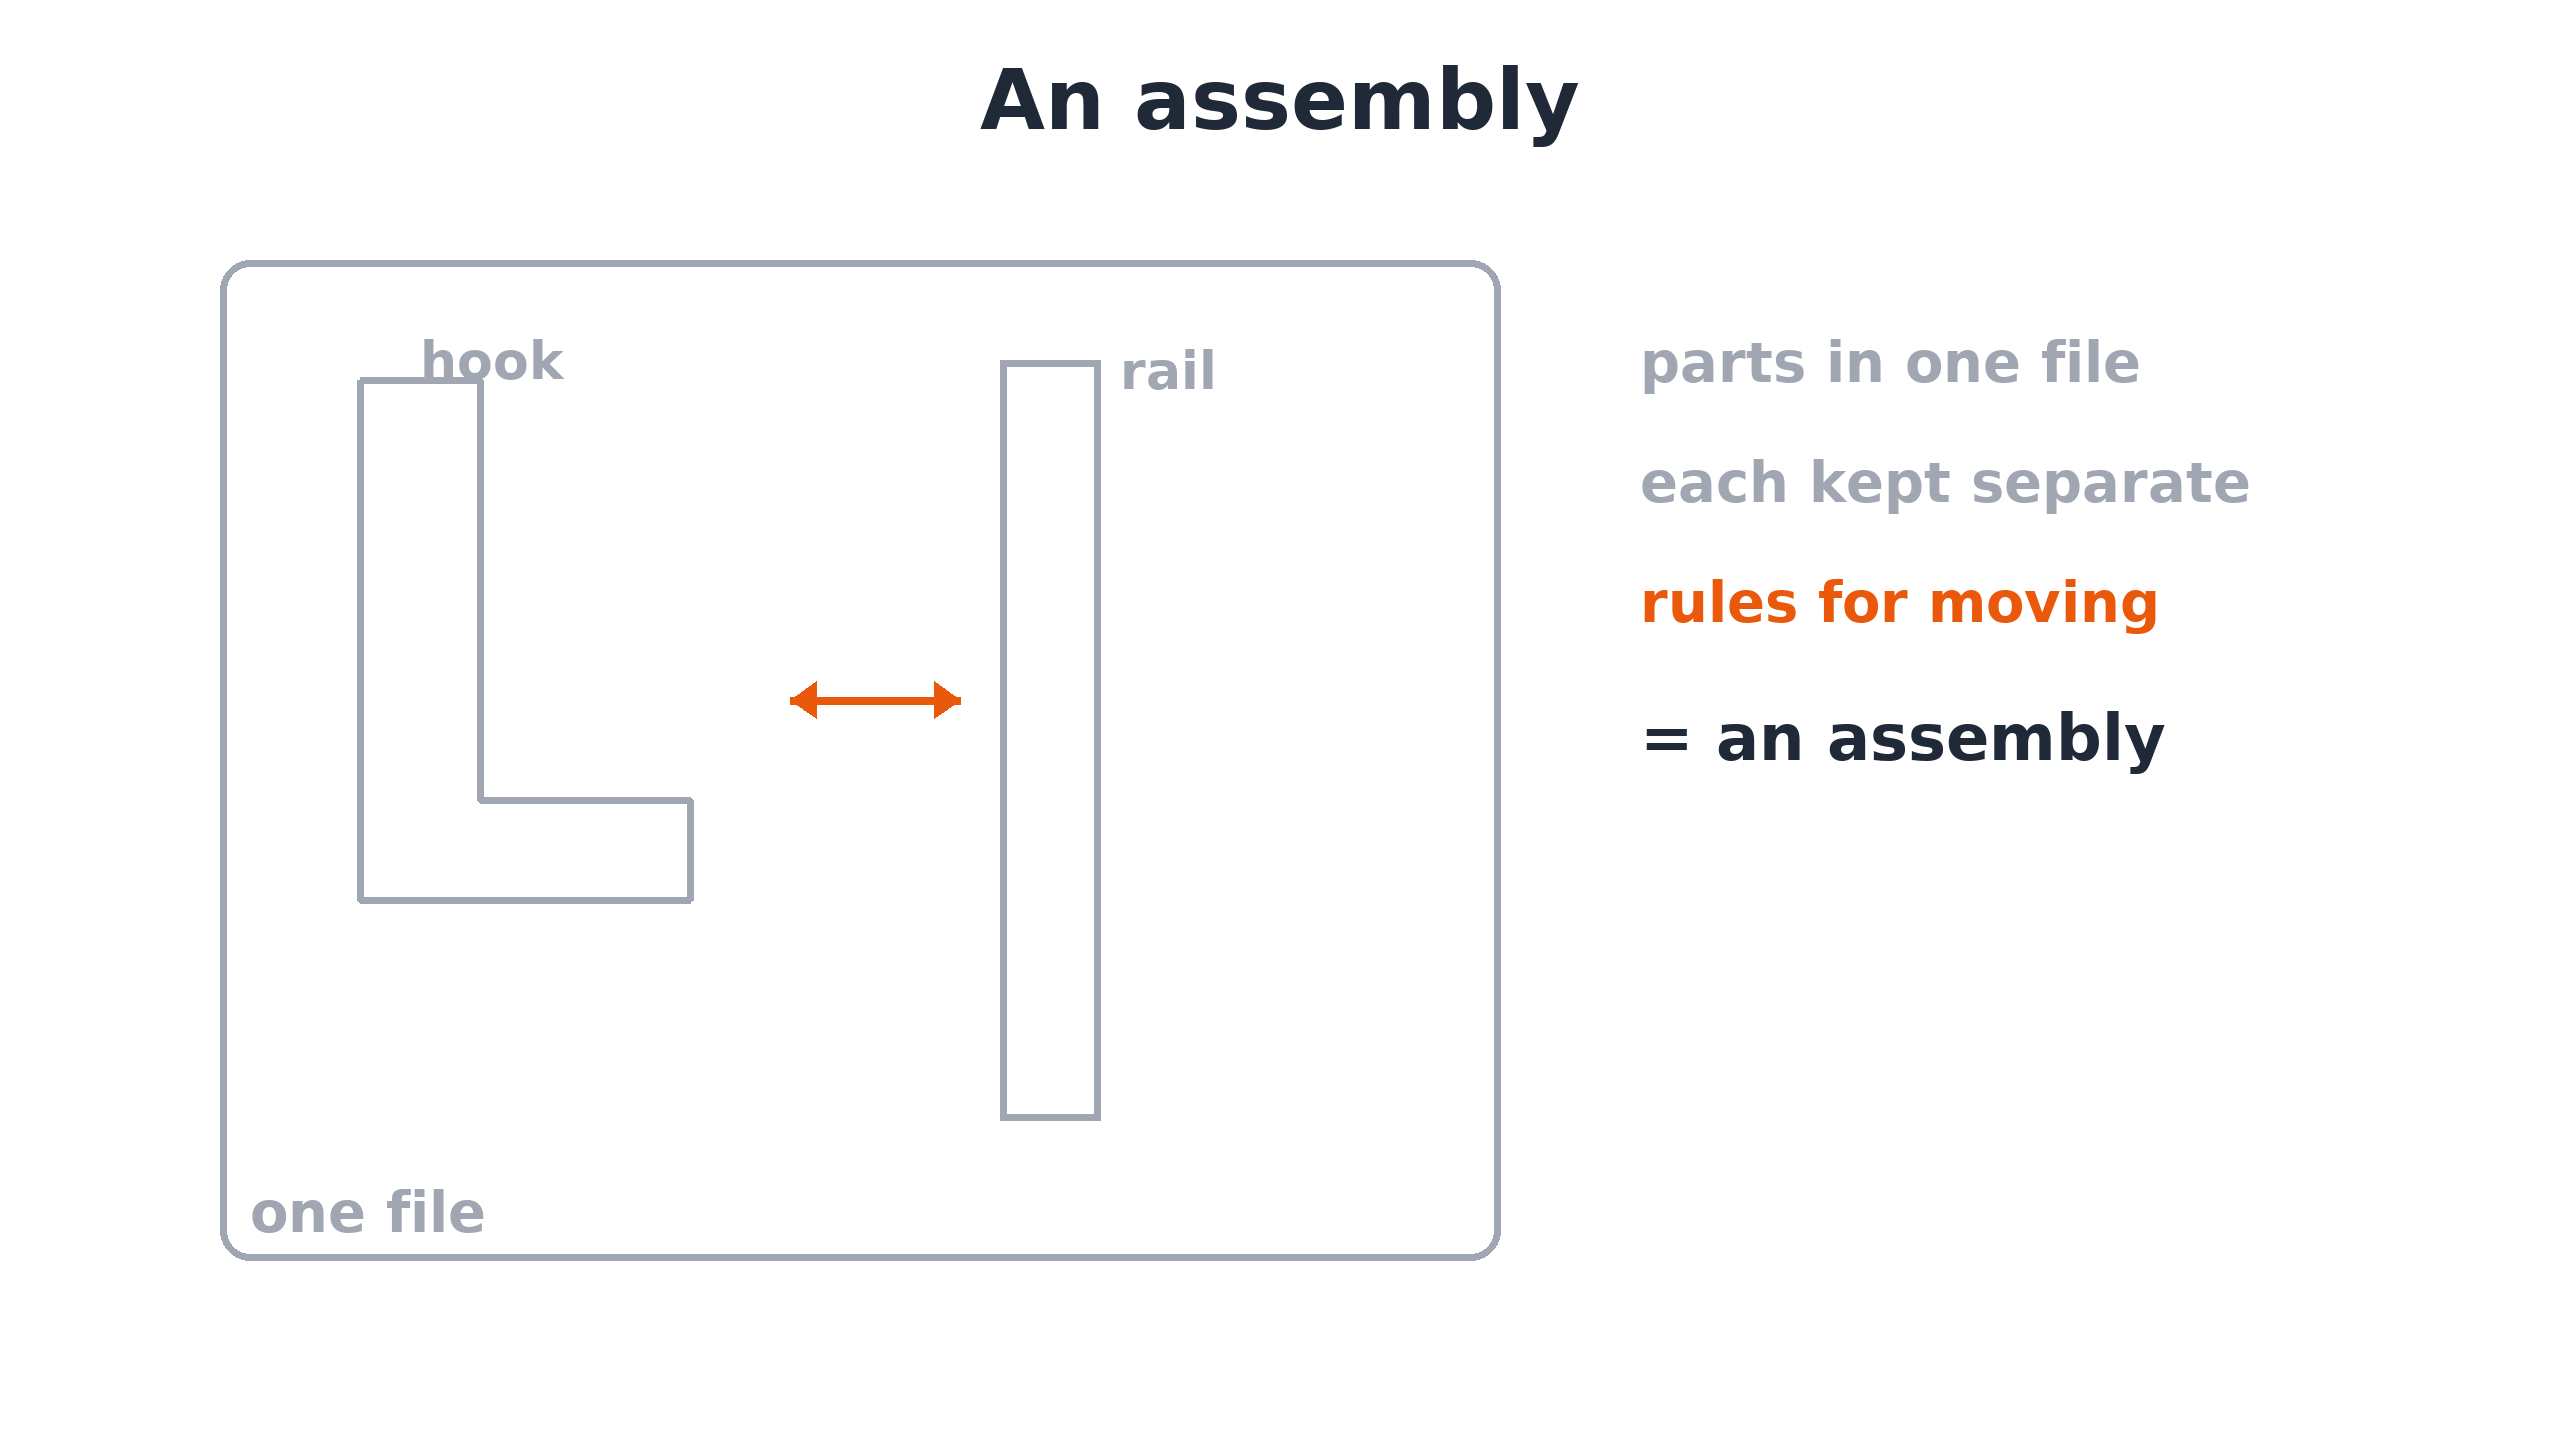 An assembly
hook
rail
one file
parts in one file
each kept separate
rules for moving
= an assembly